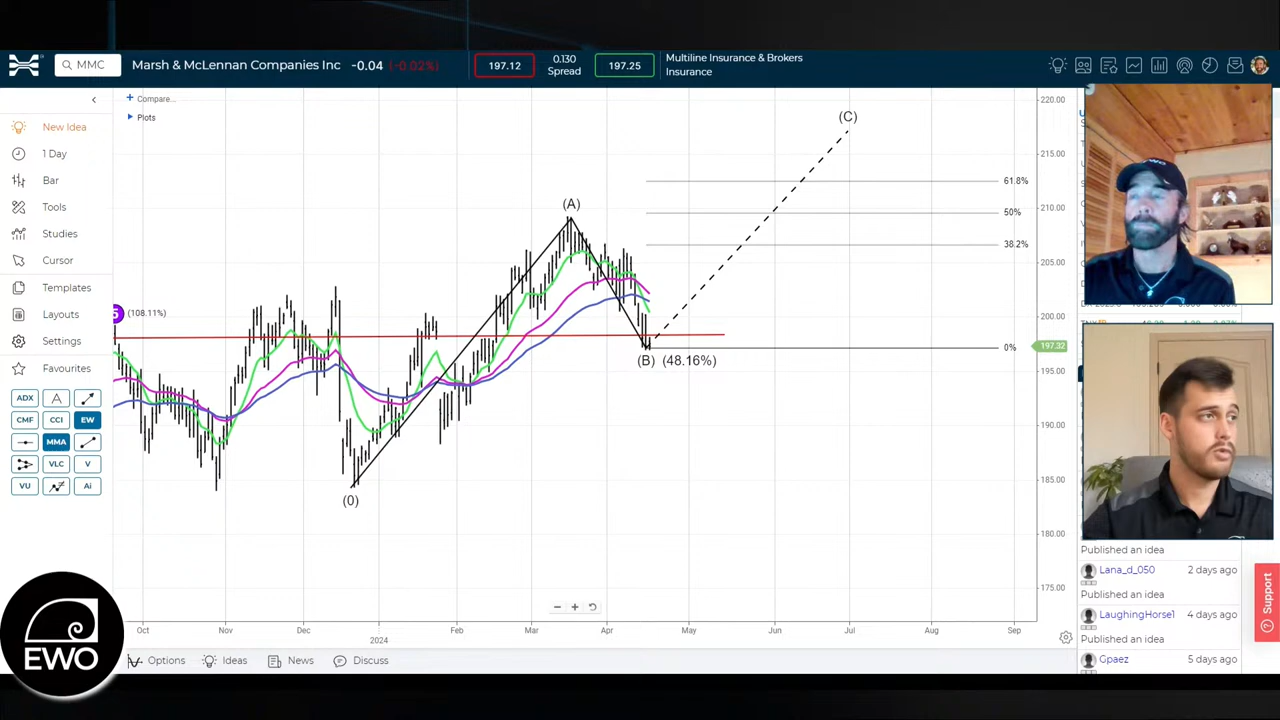 MMC
Marsh & McLennan Companies Inc
-0.04 (-0.02%)
197.12
0.130
Spread
197.25
Multiline Insurance & Brokers
Insurance
New Idea
1 Day
Bar
Tools
Studies
Cursor
Templates
Layouts
Settings
Favourites
ADX
CMF
CCI
EW
MMA
VLC
V
VU
Ai
Compare...
Plots
(108.11%)
(0)
(A)
(B) (48.16%)
(C)
61.8%
50%
38.2%
0%
220.00
215.00
210.00
205.00
200.00
197.32
195.00
190.00
185.00
180.00
175.00
Oct
Nov
Dec
2024
Feb
Mar
Apr
May
Jun
Jul
Aug
Sep
EWO
Published an idea
Lana_d_050 2 days ago
Published an idea
LaughingHorse1 4 days ago
Published an idea
Gpaez 5 days ago
Support
Options
Ideas
News
Discuss
EWO